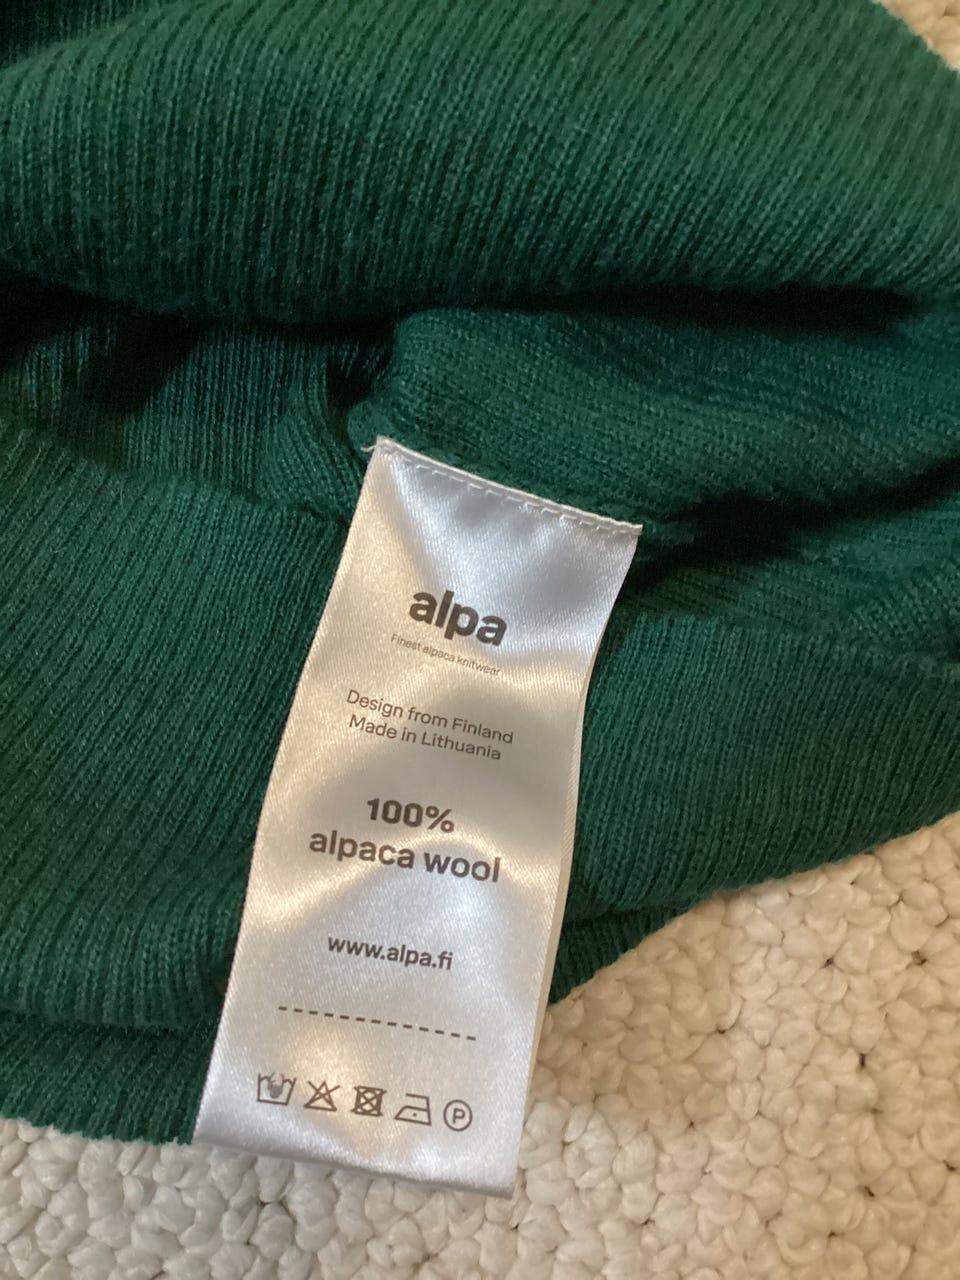 alpa
Finest alpaca knitwear
Design from Finland
Made in Lithuania
100%
alpaca wool
www.alpa.fi
P